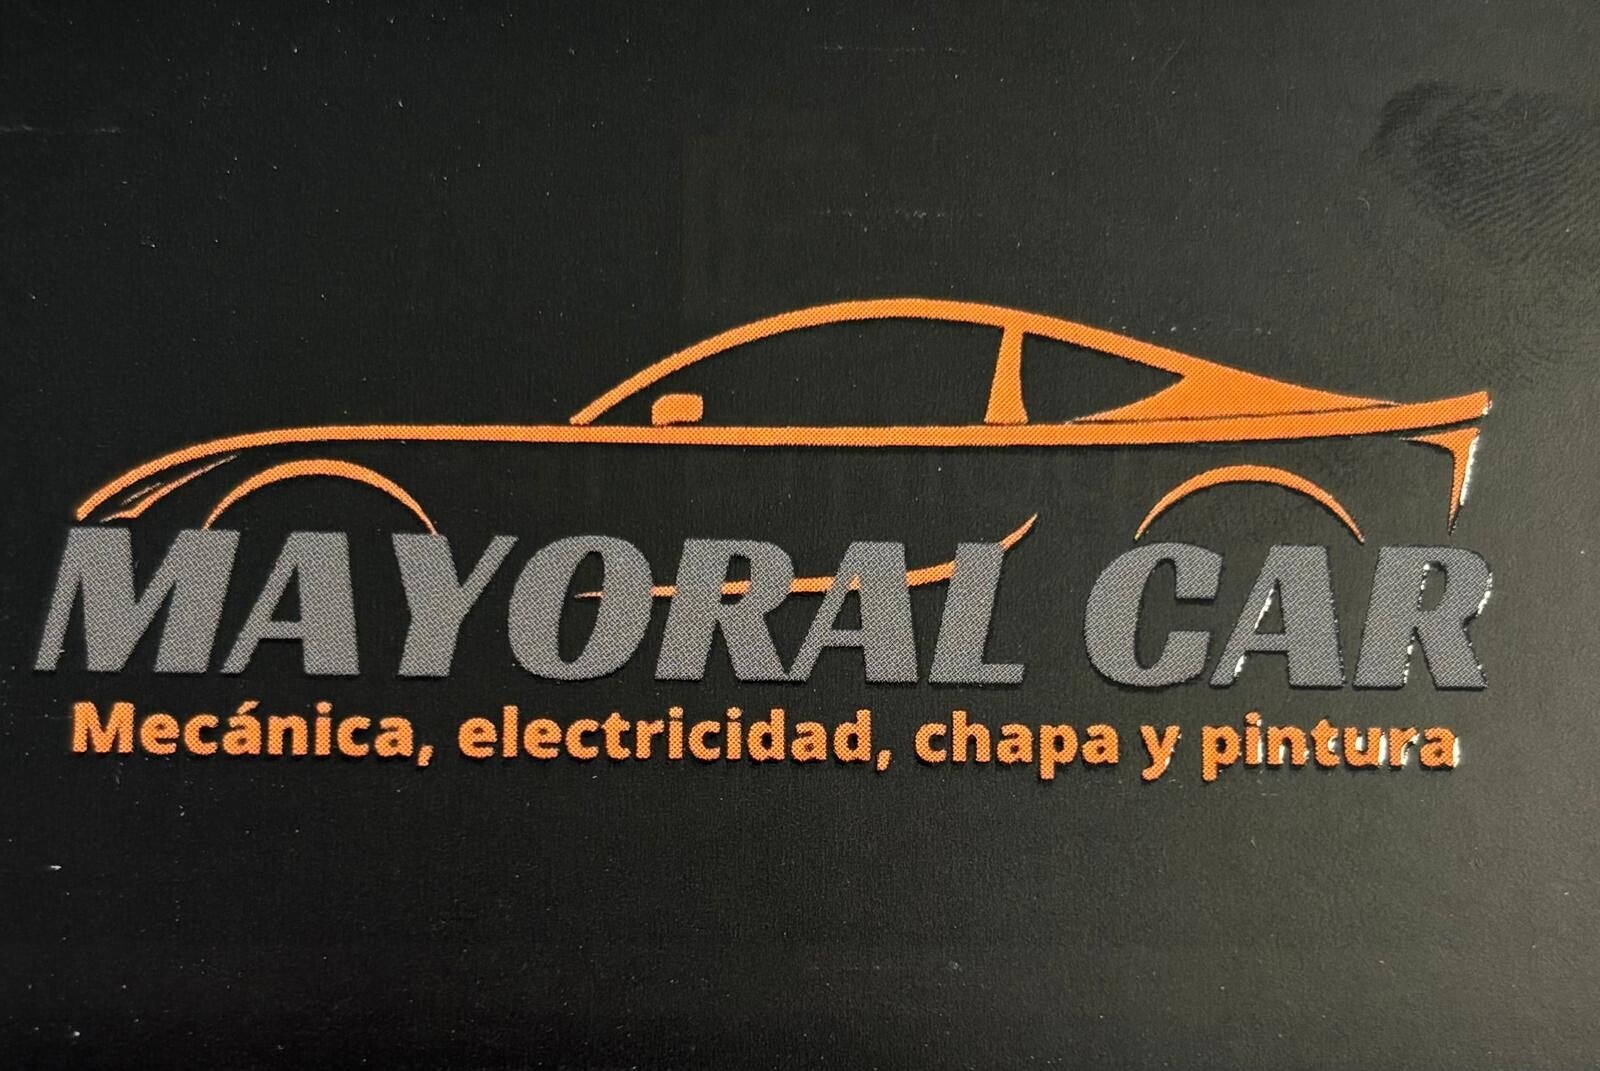 MAYORAL CAR
Mecánica, electricidad, chapa y pintura